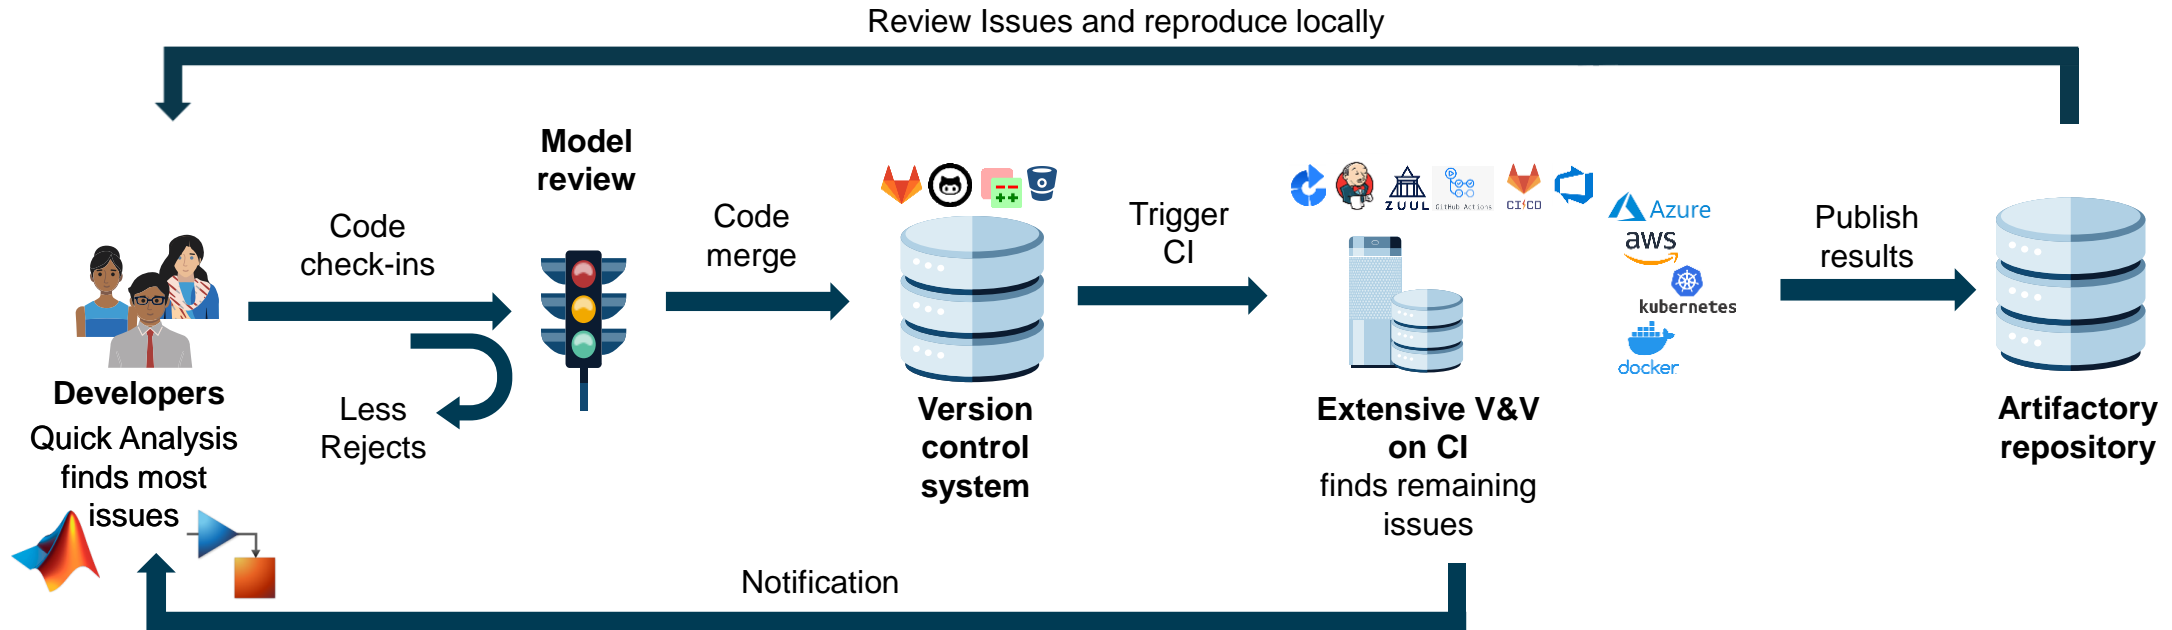 Review Issues and reproduce locally
Model
review
Code
check-ins
Code
merge
Trigger
CI
ZUUL
GitHub Actions
CI/CD
Azure
aws
kubernetes
docker
Publish
results
Less
Rejects
Developers
Quick Analysis
finds most
issues
Version
control
system
Extensive V&V
on CI
finds remaining
issues
Artifactory
repository
Notification